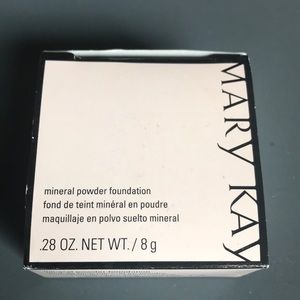 MARY KAY
mineral powder foundation
fond de teint minéral en poudre
maquillaje en polvo suelto mineral
.28 OZ. NET WT. / 8 g